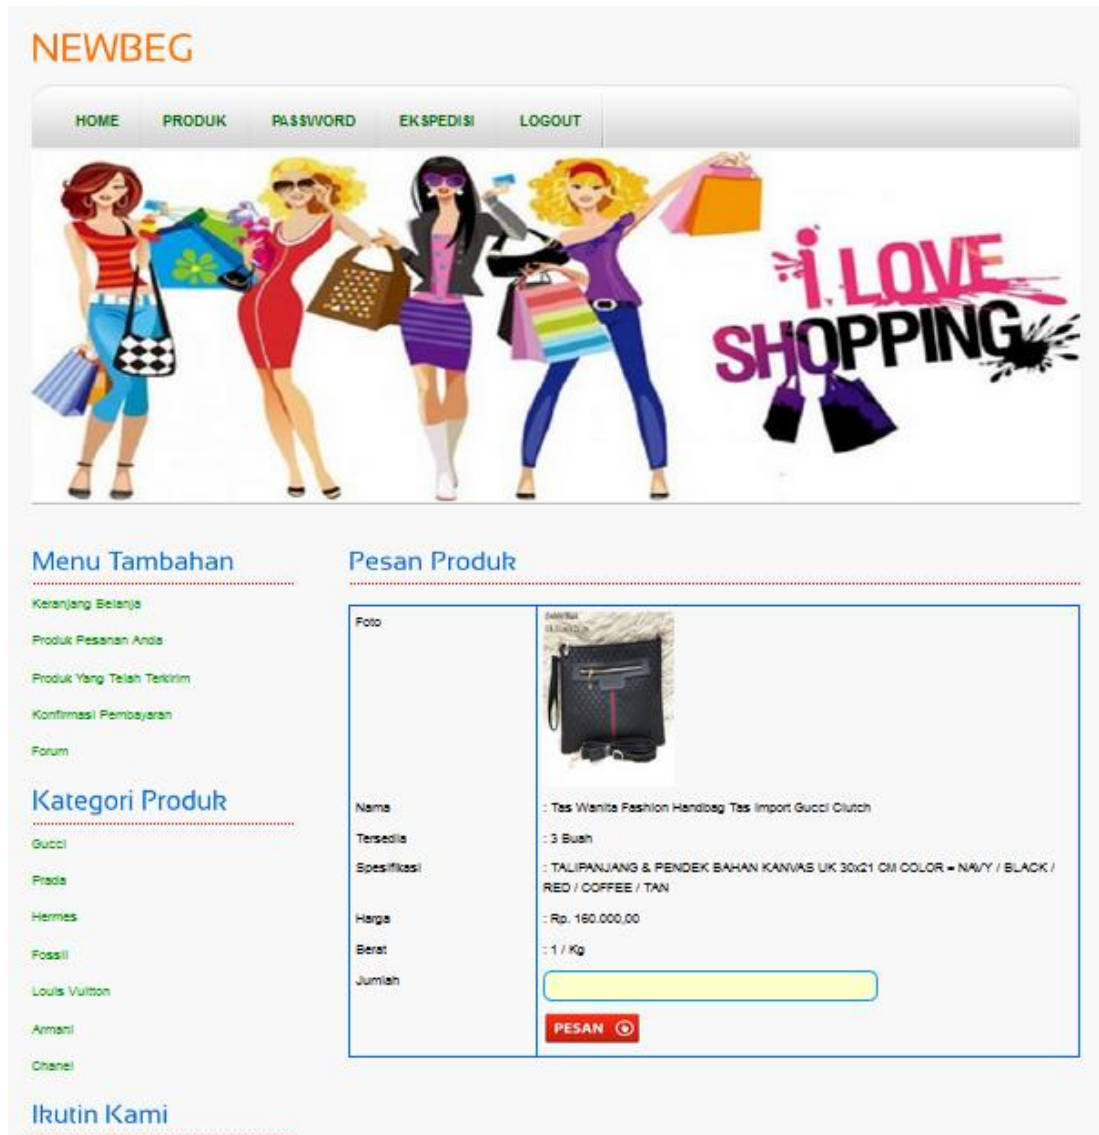 NEWBEG
HOME PRODUK PASSWORD EKSPEDISI LOGOUT
I LOVE
SHOPPING
Menu Tambahan
Keranjang Belanja
Produk Pesanan Anda
Produk Yang Telah Terkirim
Konfirmasi Pembayaran
Forum
Kategori Produk
Gucci
Prada
Hermes
Fossil
Louis Vuitton
Armani
Chanel
Ikutin Kami
Pesan Produk
Foto
Nama : Tas Wanita Fashion Handbag Tas Import Gucci Clutch
Tersedia : 3 Buah
Spesifikasi : TALIPANJANG & PENDEK BAHAN KANVAS UK 30x21 CM COLOR = NAVY / BLACK /
RED / COFFEE / TAN
Harga : Rp. 160.000,00
Berat : 1 / Kg
Jumlah
PESAN